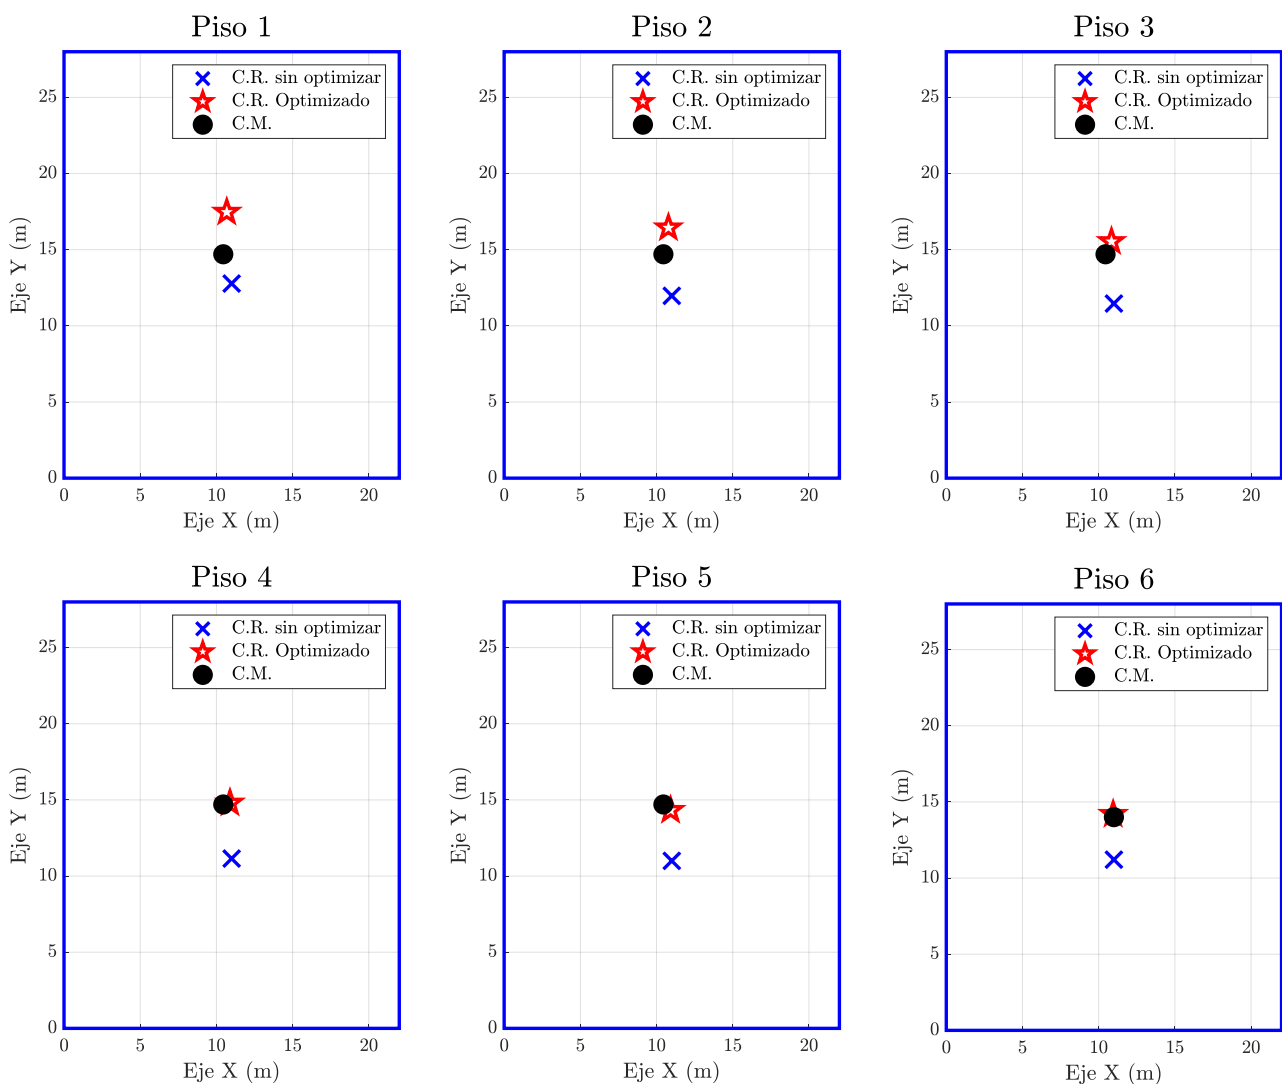 Piso 1
C.R. sin optimizar
C.R. Optimizado
C.M.
25
20
15
10
5
0
Eje Y (m)
0 5 10 15 20
Eje X (m)
Piso 2
C.R. sin optimizar
C.R. Optimizado
C.M.
25
20
15
10
5
0
Eje Y (m)
0 5 10 15 20
Eje X (m)
Piso 3
C.R. sin optimizar
C.R. Optimizado
C.M.
25
20
15
10
5
0
Eje Y (m)
0 5 10 15 20
Eje X (m)
Piso 4
C.R. sin optimizar
C.R. Optimizado
C.M.
25
20
15
10
5
0
Eje Y (m)
0 5 10 15 20
Eje X (m)
Piso 5
C.R. sin optimizar
C.R. Optimizado
C.M.
25
20
15
10
5
0
Eje Y (m)
0 5 10 15 20
Eje X (m)
Piso 6
C.R. sin optimizar
C.R. Optimizado
C.M.
25
20
15
10
5
0
Eje Y (m)
0 5 10 15 20
Eje X (m)